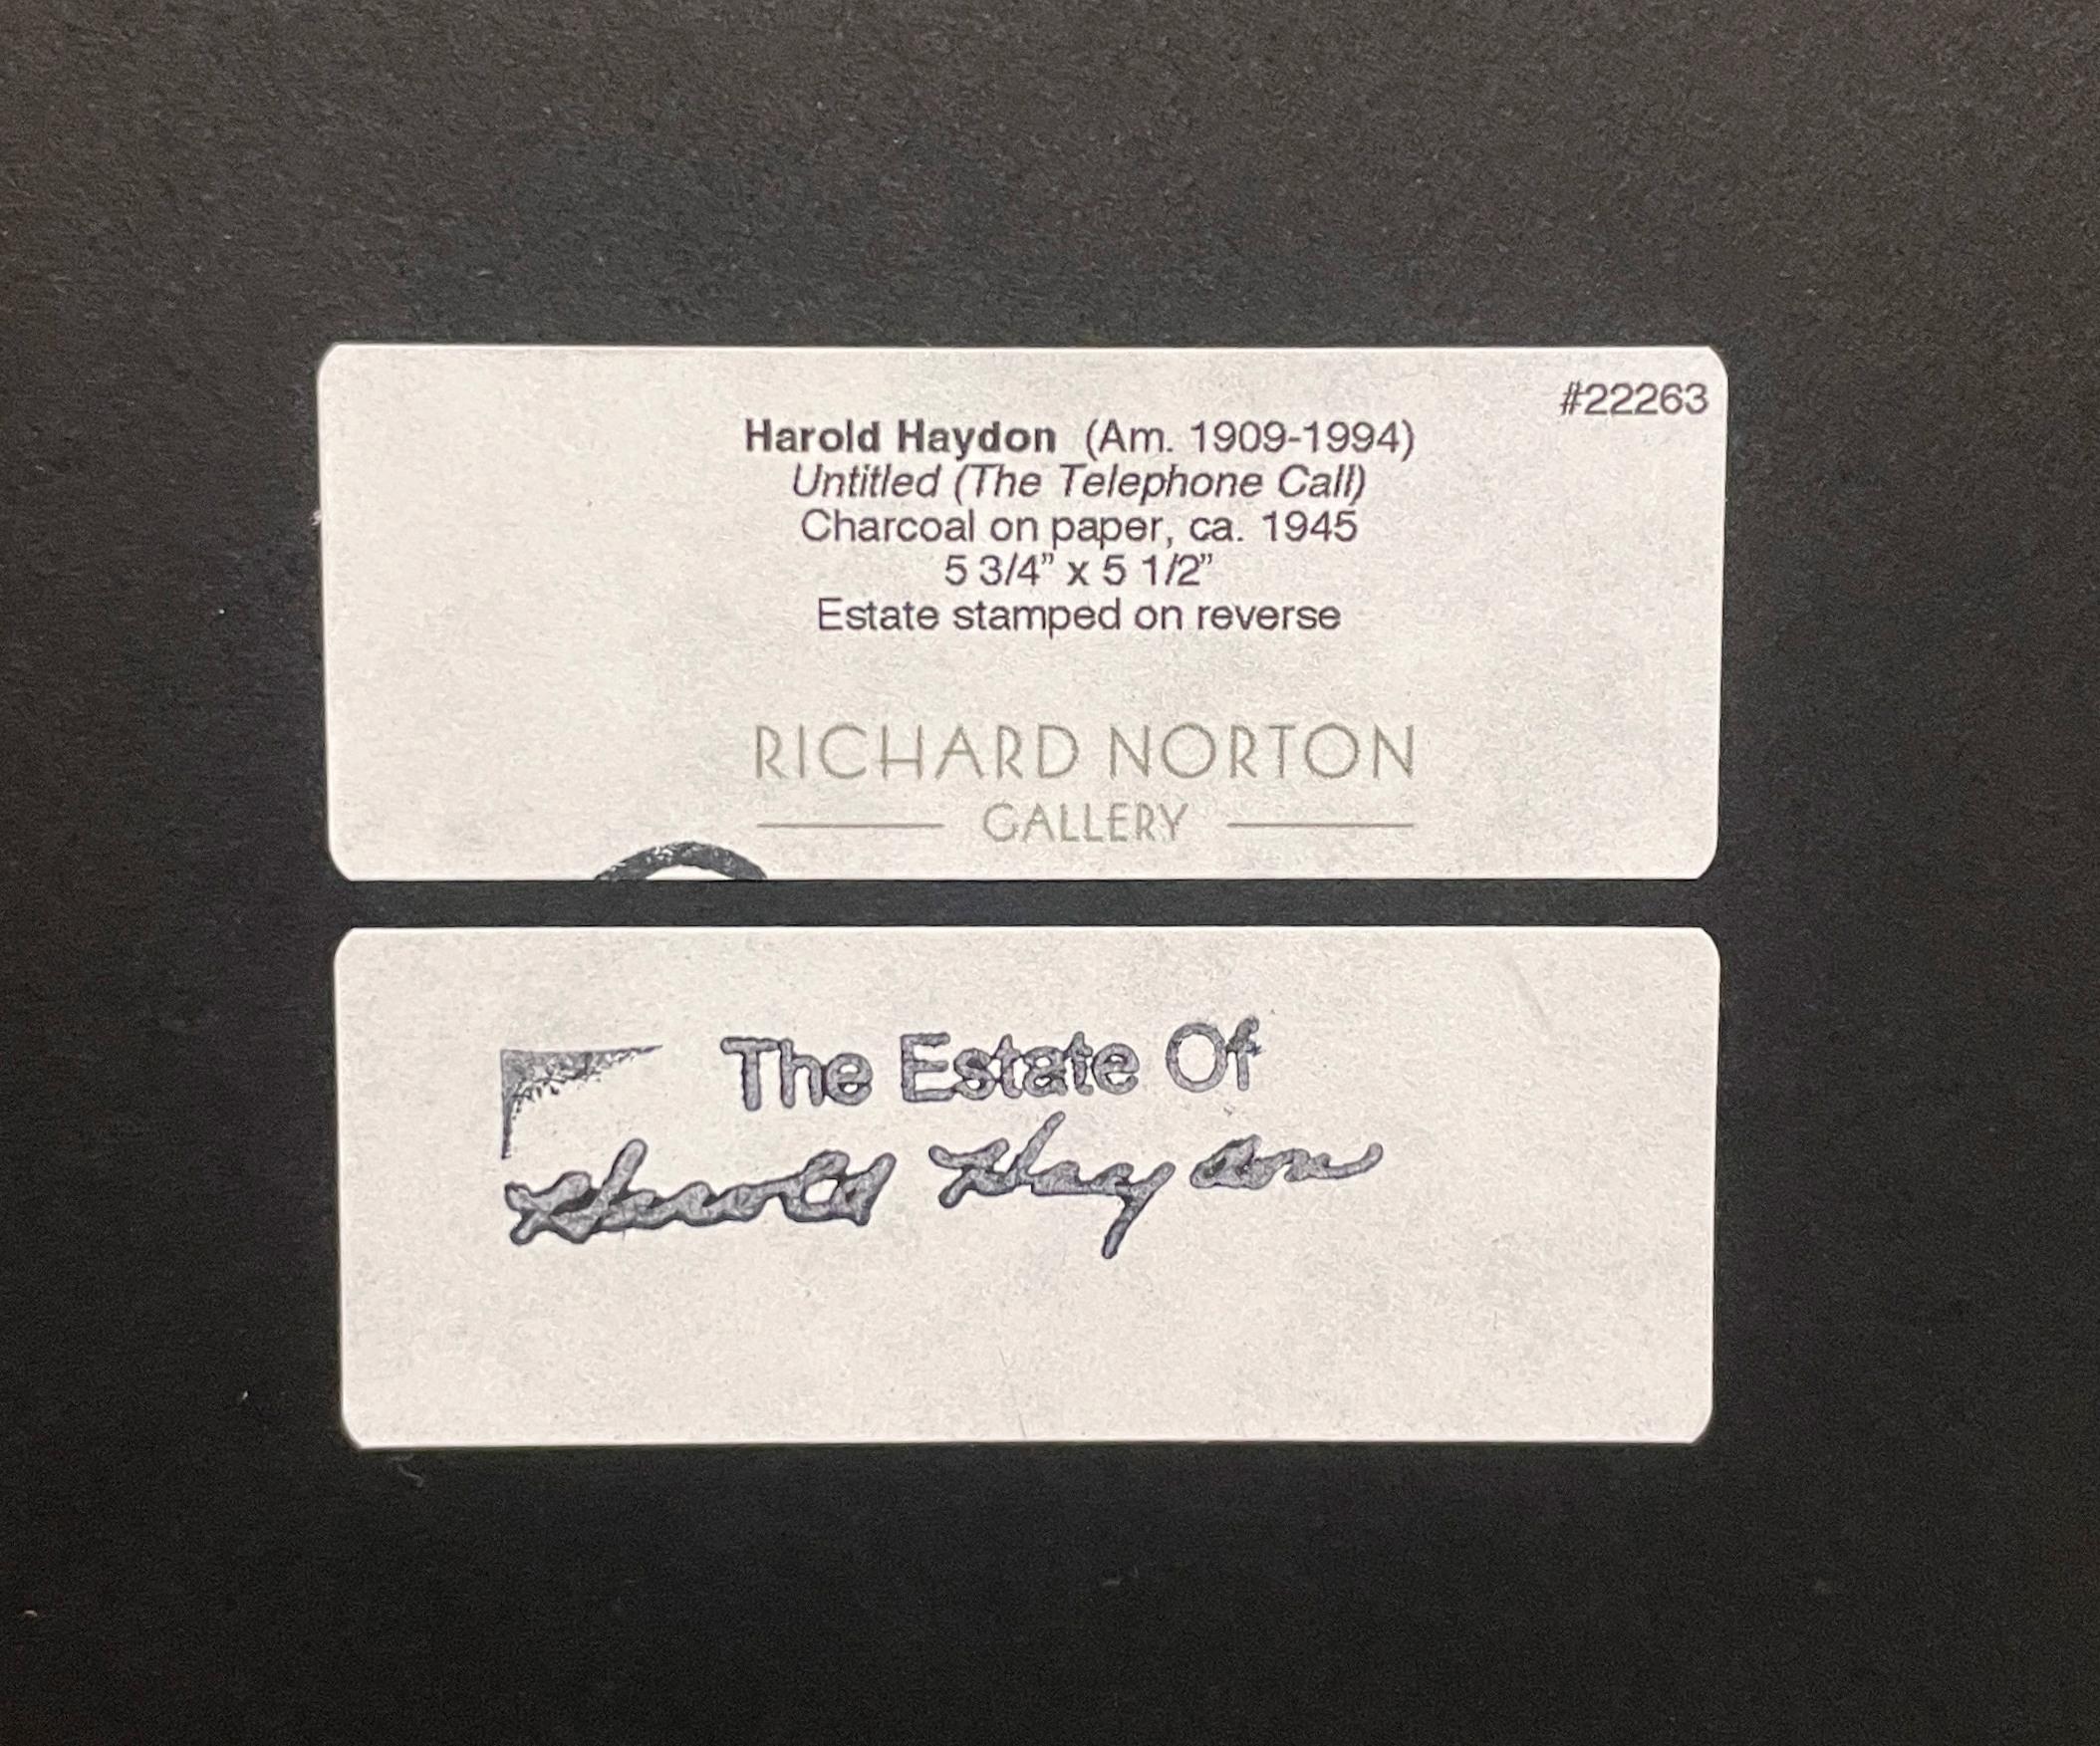 #22263
Harold Haydon (Am. 1909-1994)
Untitled (The Telephone Call)
Charcoal on paper, ca. 1945
5 3/4” x 5 1/2”
Estate stamped on reverse
RICHARD NORTON
GALLERY
The Estate Of
Harold Haydon